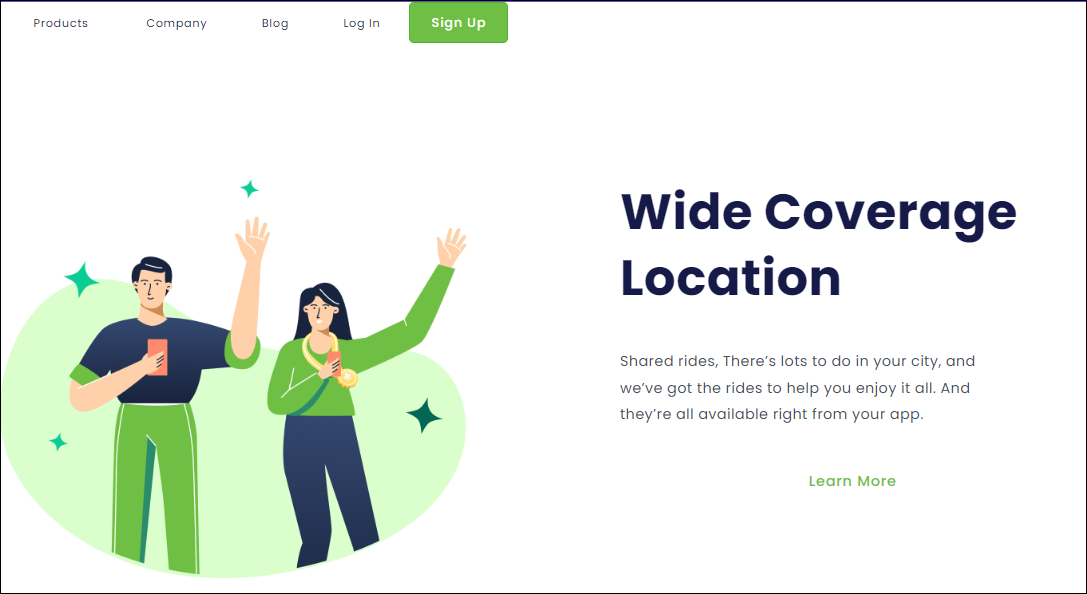 Products Company Blog Log In Sign Up
Wide Coverage
Location
Shared rides, There’s lots to do in your city, and
we’ve got the rides to help you enjoy it all. And
they’re all available right from your app.
Learn More